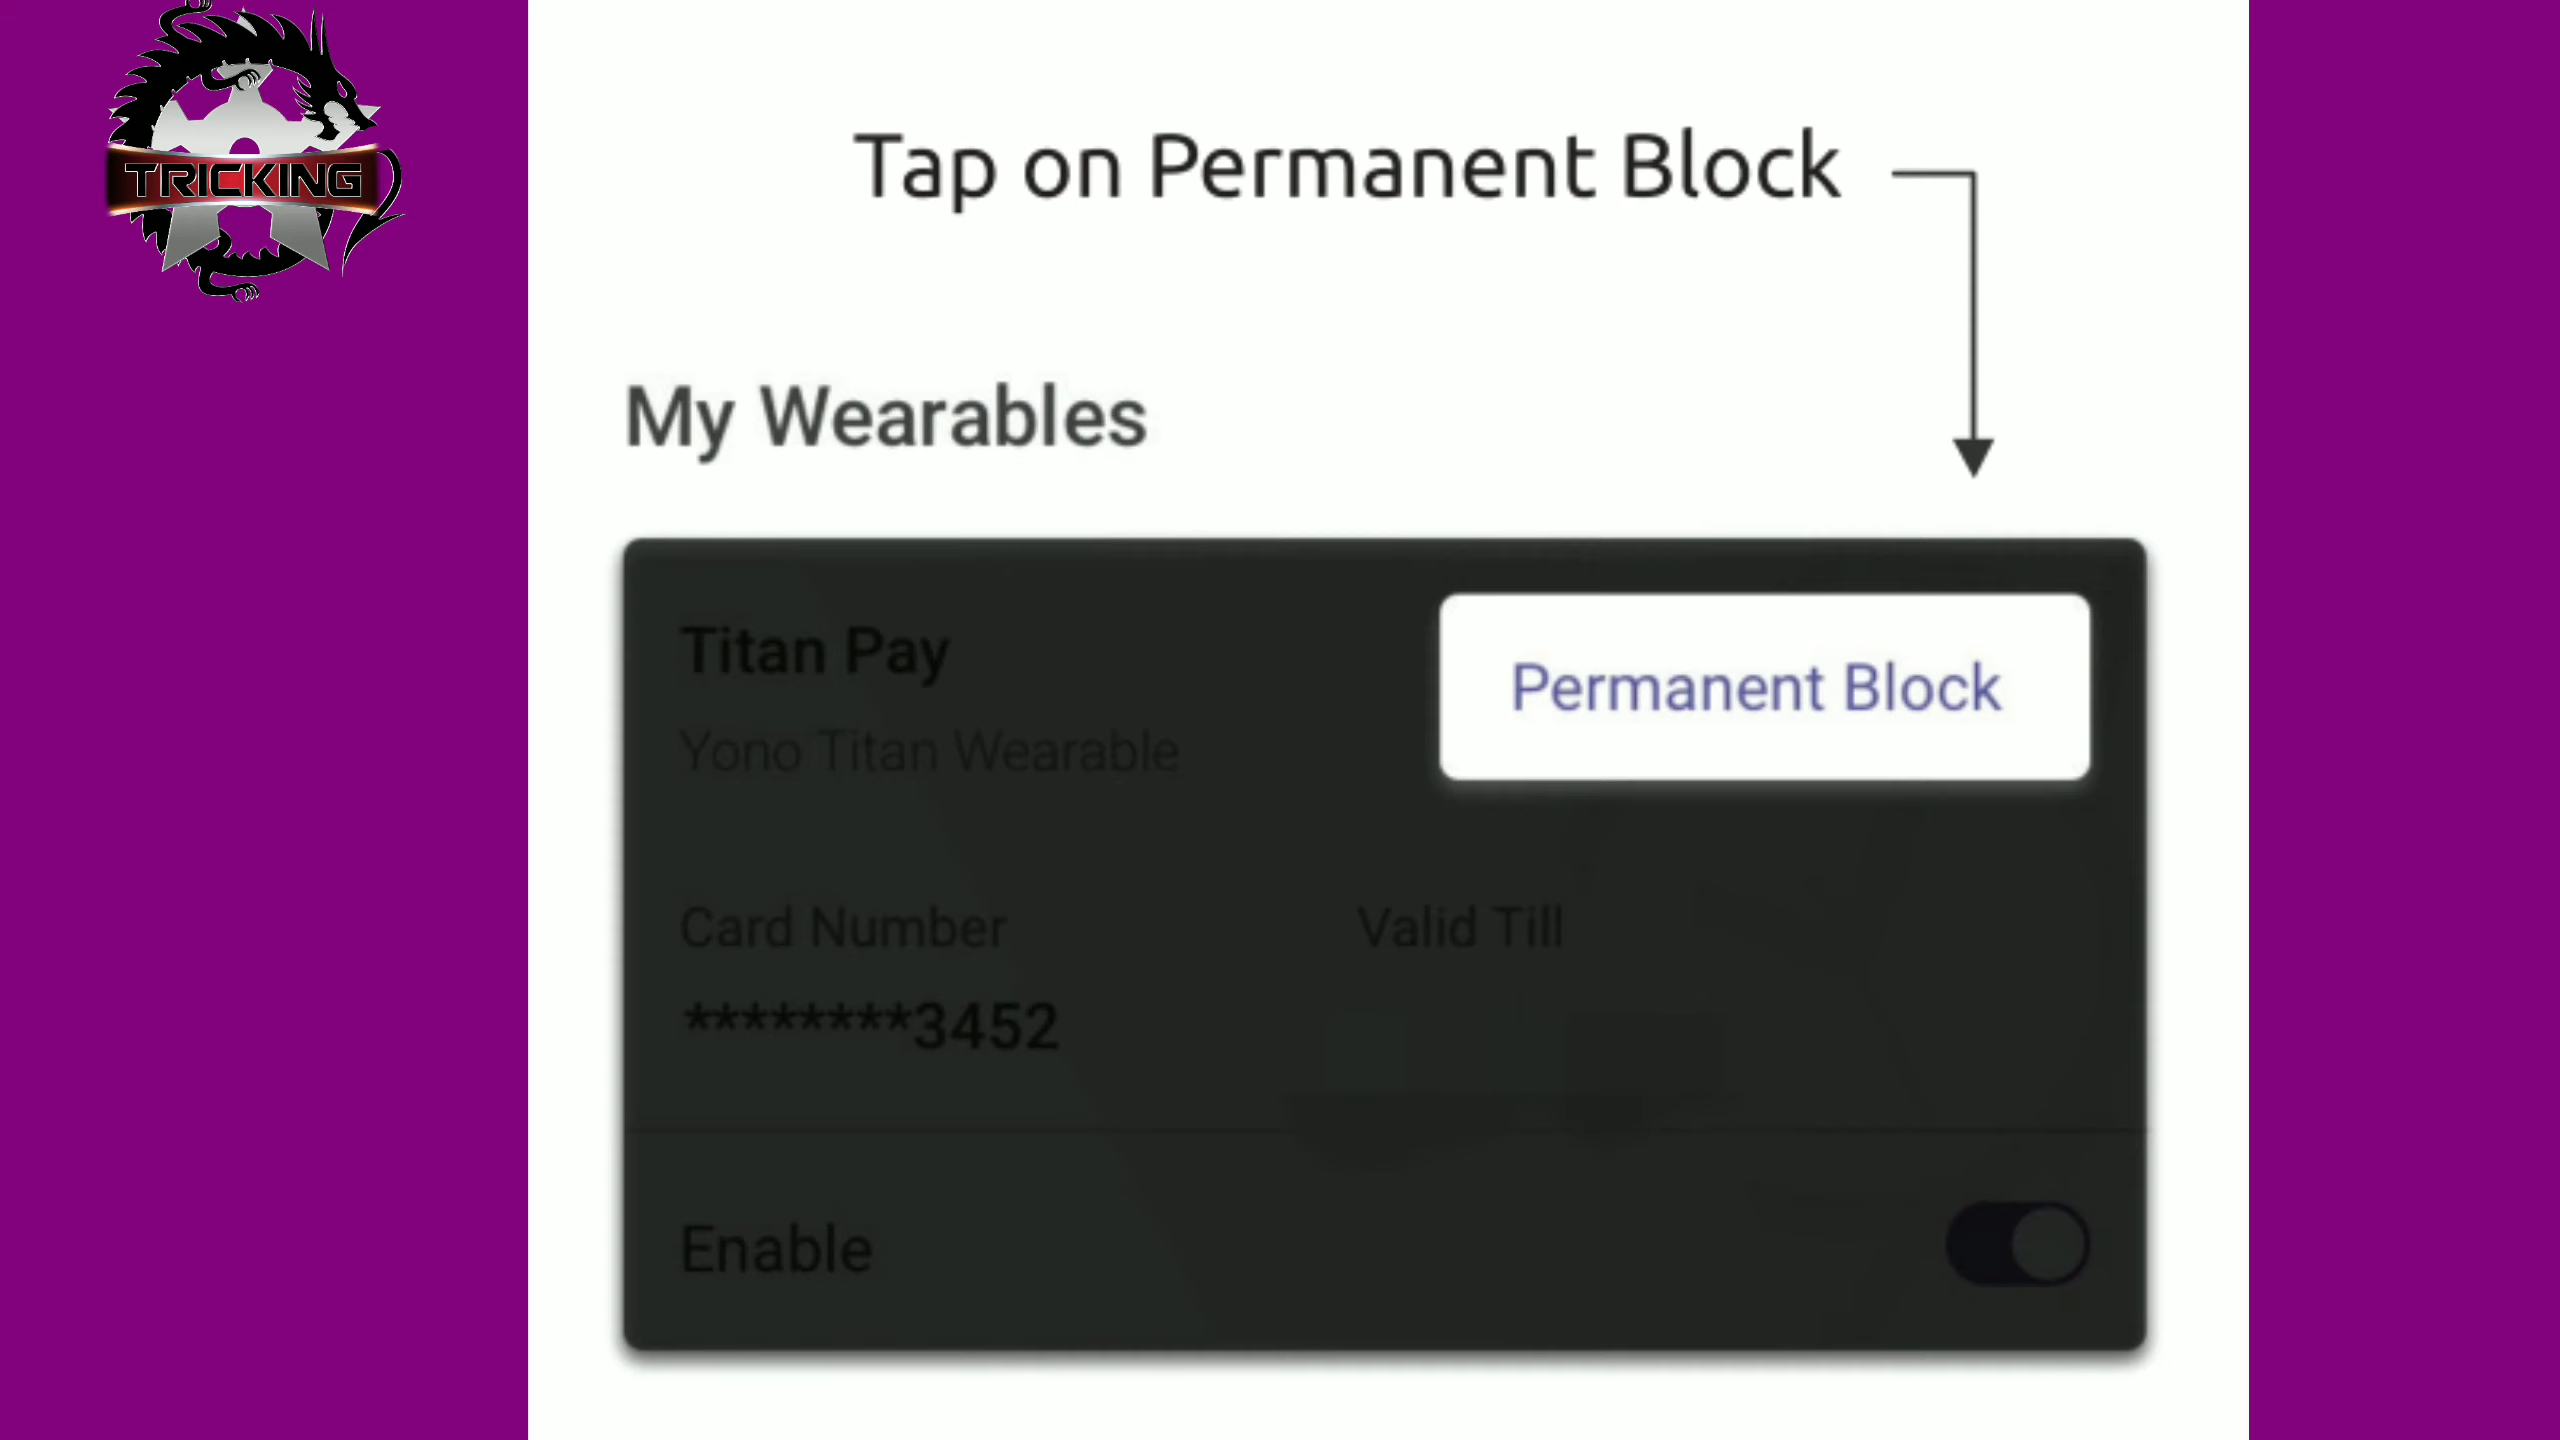 TRICKING
Tap on Permanent Block
My Wearables
Titan Pay
Permanent Block
Yono Titan Wearable
Card Number
Valid Till
********3452
Enable